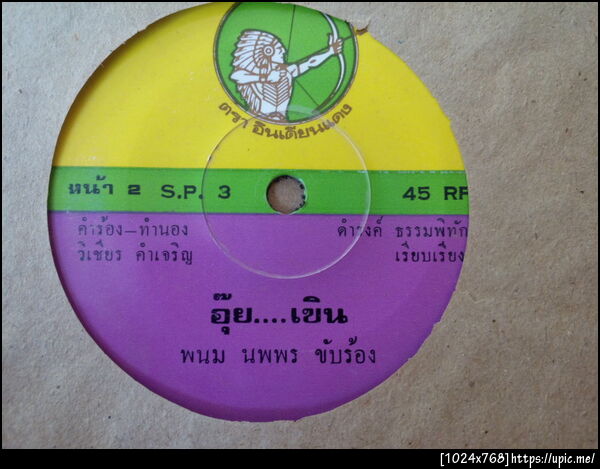 ตรา อินเดียนแดง
หน้า 2 S.P. 3 45 RP
คำร้อง–ทำนอง ดำรงค์ ธรรมพิทัก
วิเชียร คำเจริญ เรียบเรียง
อุ๊ย....เขิน
พนม นพพร ขับร้อง
[1024x768]https://upic.me/